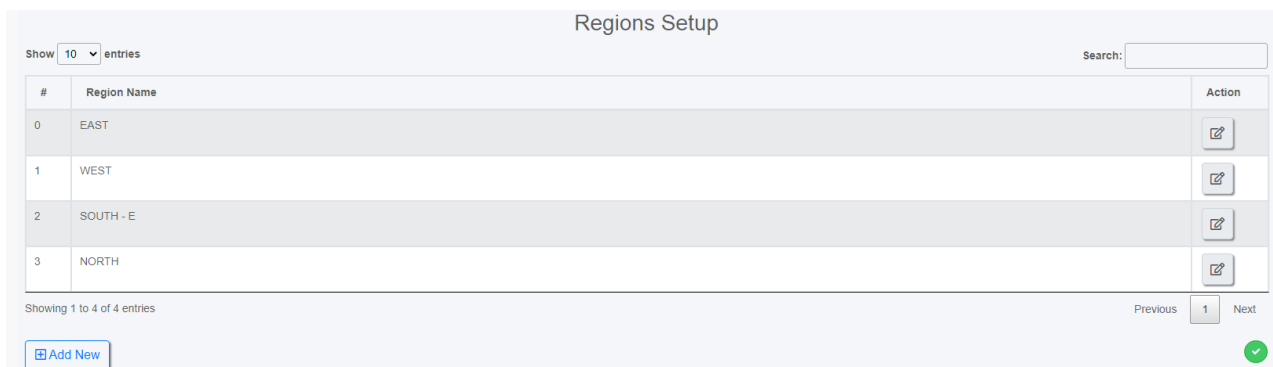 Regions Setup
Show 10 entries
Search:
# Region Name Action
0 EAST
1 WEST
2 SOUTH - E
3 NORTH
Showing 1 to 4 of 4 entries
Previous 1 Next
Add New